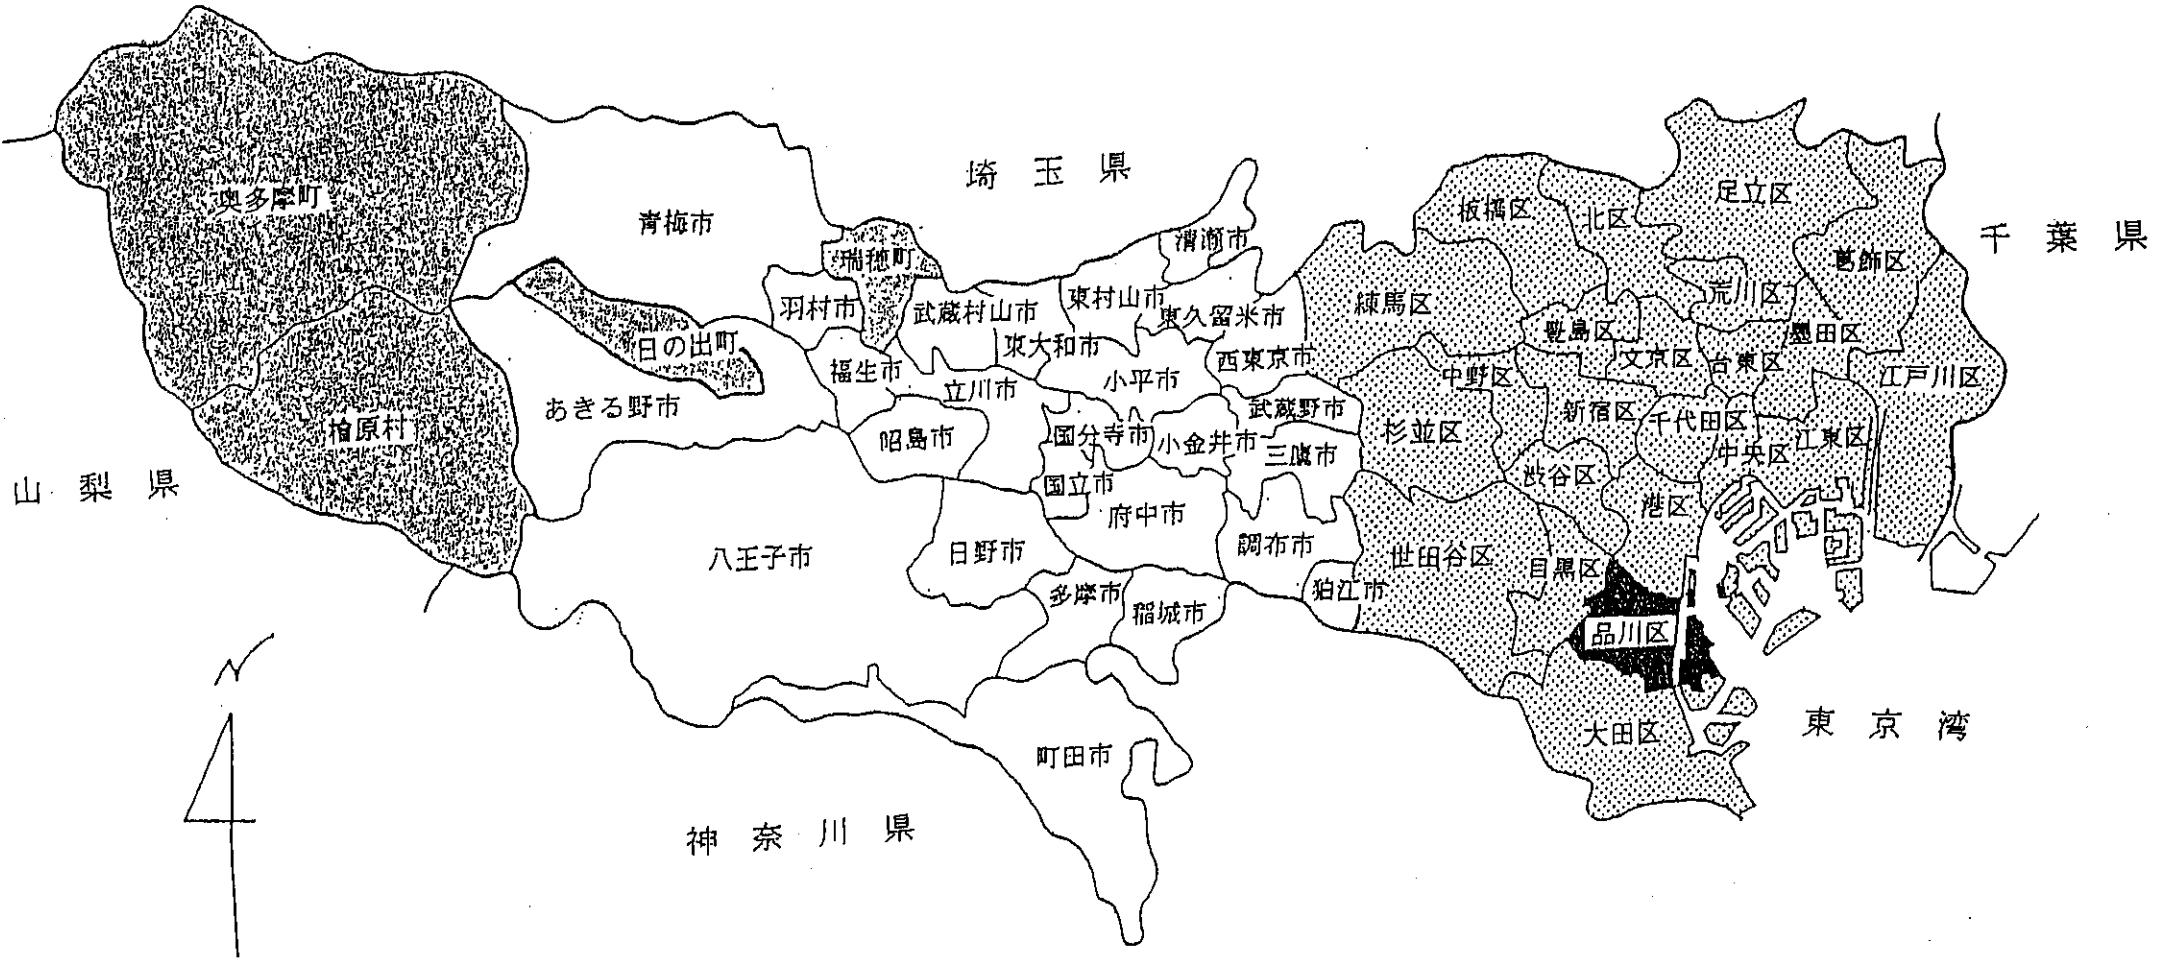 埼玉県
千葉県
山梨県
神奈川県
東京湾
奥多摩町
檜原村
青梅市
瑞穂町
羽村市
日の出町
あきる野市
福生市
武蔵村山市
東大和市
東村山市
清瀬市
東久留米市
西東京市
小平市
立川市
昭島市
国分寺市
小金井市
武蔵野市
三鷹市
国立市
府中市
調布市
狛江市
八王子市
日野市
多摩市
稲城市
町田市
板橋区
北区
足立区
葛飾区
練馬区
豊島区
荒川区
文京区
台東区
墨田区
江戸川区
中野区
杉並区
新宿区
千代田区
中央区
江東区
渋谷区
港区
世田谷区
目黒区
品川区
大田区